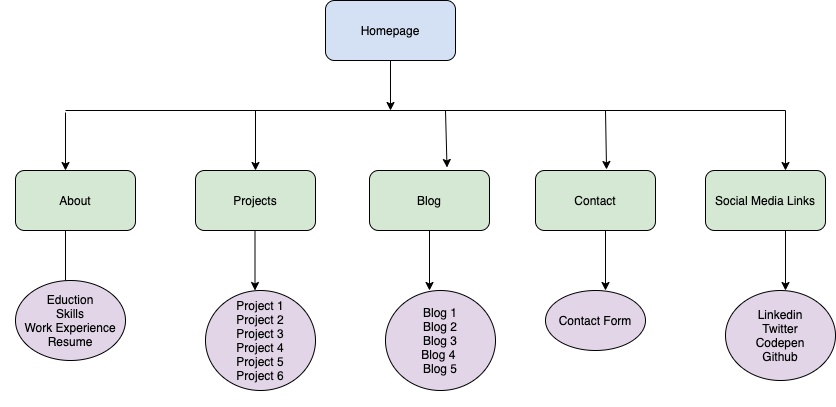 Homepage
About
Projects
Blog
Contact
Social Media Links
Eduction
Skills
Work Experience
Resume
Project 1
Project 2
Project 3
Project 4
Project 5
Project 6
Blog 1
Blog 2
Blog 3
Blog 4
Blog 5
Contact Form
Linkedin
Twitter
Codepen
Github